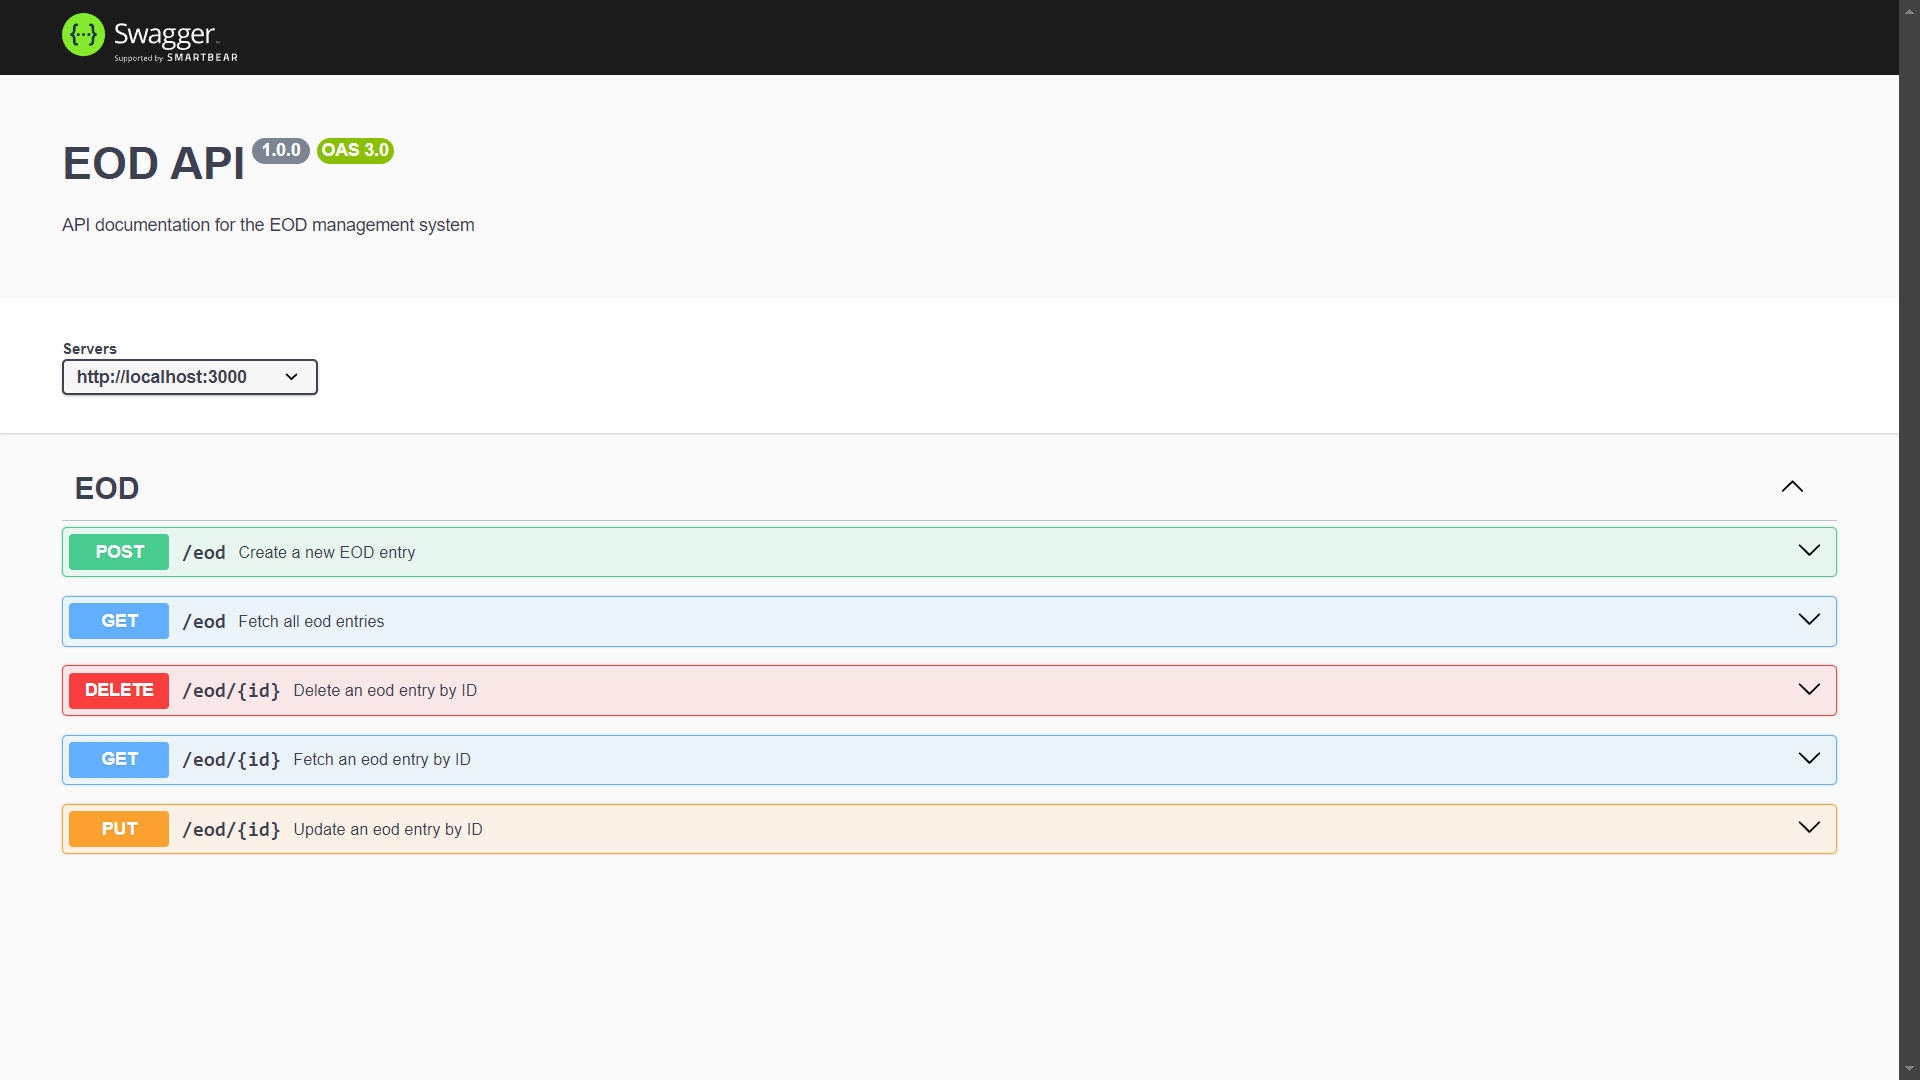 {···} Swagger
Supported by SMARTBEAR
EOD API 1.0.0 OAS 3.0
API documentation for the EOD management system
Servers
http://localhost:3000
EOD
POST /eod Create a new EOD entry
GET /eod Fetch all eod entries
DELETE /eod/{id} Delete an eod entry by ID
GET /eod/{id} Fetch an eod entry by ID
PUT /eod/{id} Update an eod entry by ID